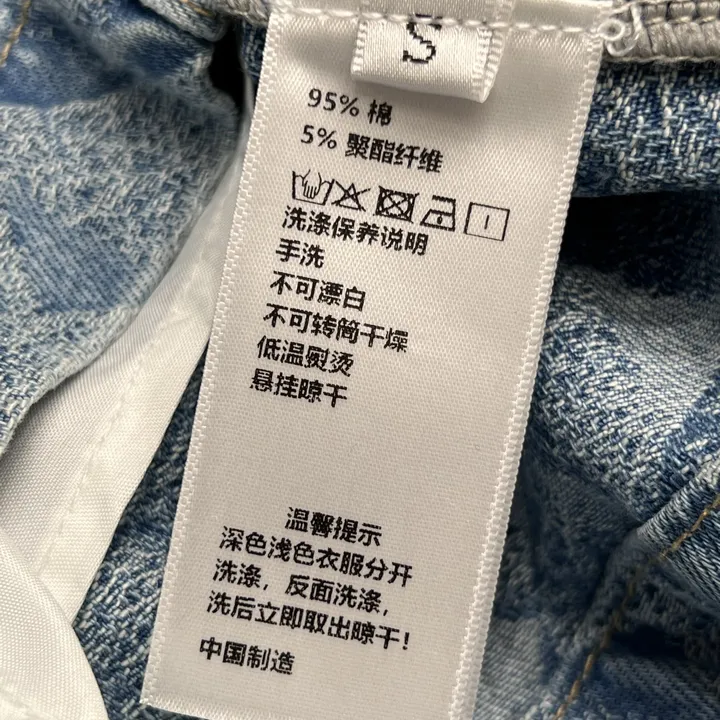 S
95% 棉
5% 聚酯纤维
洗涤保养说明
手洗
不可漂白
不可转筒干燥
低温熨烫
悬挂晾干
温馨提示
深色浅色衣服分开
洗涤，反面洗涤，
洗后立即取出晾干！
中国制造